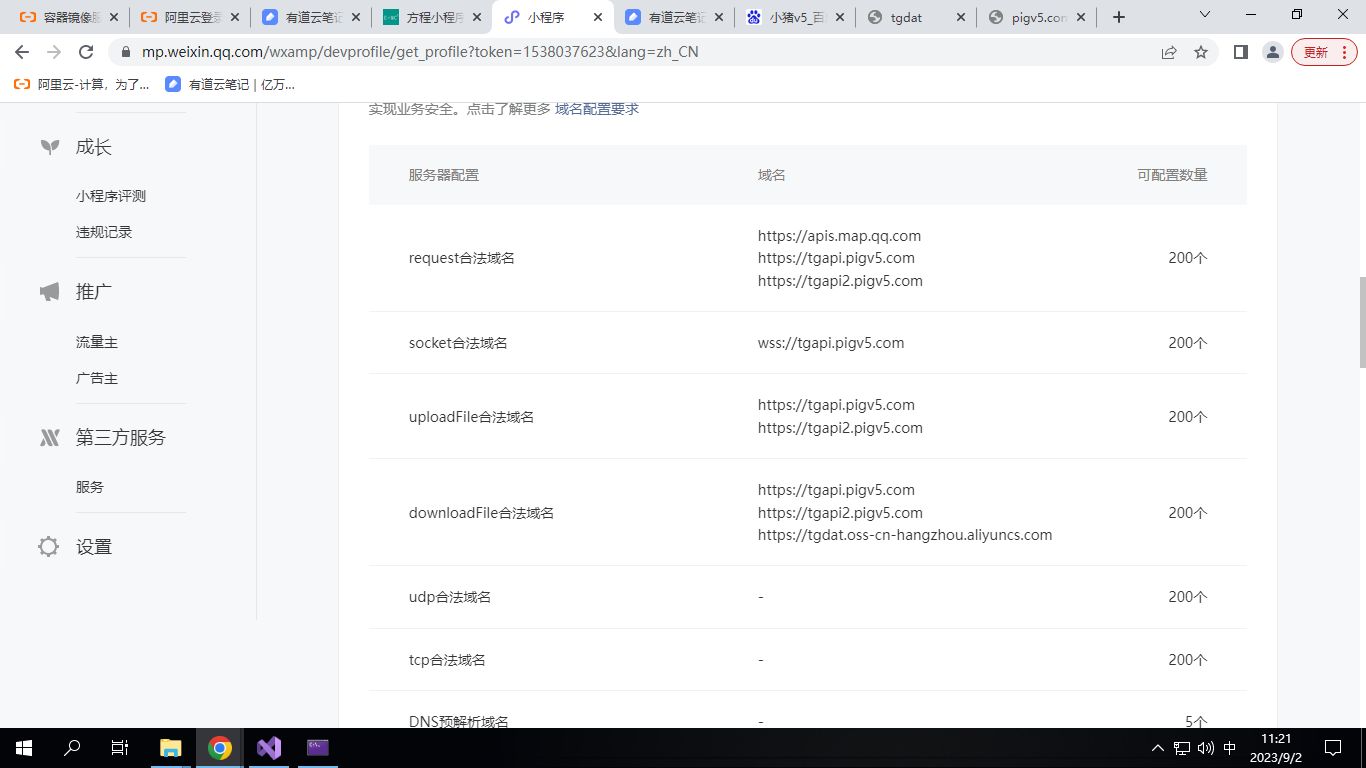 容器镜像服
阿里云登录
有道云笔记
方程小程序
小程序
有道云笔记
小猪v5_百
tgdat
pigv5.com
mp.weixin.qq.com/wxamp/devprofile/get_profile?token=1538037623&lang=zh_CN
更新
阿里云-计算，为了...
有道云笔记 | 亿万...
实现业务安全。点击了解更多 域名配置要求
成长
小程序评测
违规记录
推广
流量主
广告主
第三方服务
服务
设置
服务器配置 域名 可配置数量
request合法域名
https://apis.map.qq.com
https://tgapi.pigv5.com
https://tgapi2.pigv5.com
200个
socket合法域名 wss://tgapi.pigv5.com 200个
uploadFile合法域名
https://tgapi.pigv5.com
https://tgapi2.pigv5.com
200个
downloadFile合法域名
https://tgapi.pigv5.com
https://tgapi2.pigv5.com
https://tgdat.oss-cn-hangzhou.aliyuncs.com
200个
udp合法域名 - 200个
tcp合法域名 - 200个
DNS预解析域名 - 5个
中
11:21
2023/9/2